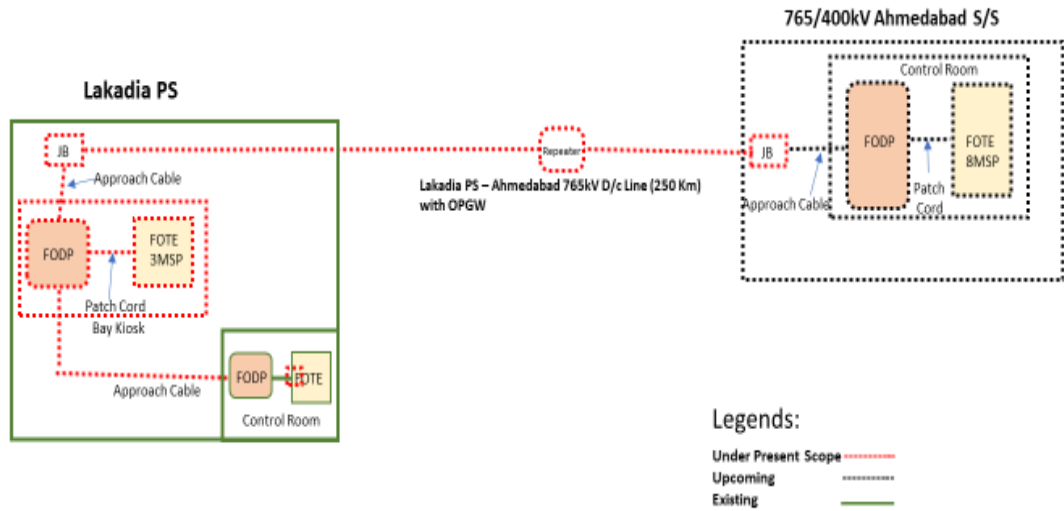 765/400kV Ahmedabad S/S
Lakadia PS
Control Room
JB
Approach Cable
FODP
FOTE
3MSP
Patch Cord
Bay Kiosk
Approach Cable
FODP
FOTE
Control Room
Repeater
Lakadia PS – Ahmedabad 765kV D/c Line (250 Km)
with OPGW
JB
Approach Cable
FODP
Patch
Cord
FOTE
8MSP
Legends:
Under Present Scope
Upcoming
Existing